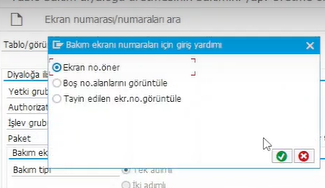 Ekran numarası/numaraları ara
Tablo/görü
Bakım ekranı numaraları için giriş yardımı
Diyaloğa il
Ekran no.öner
Yetki grub
Boş no.alanlarını görüntüle
Authorizat
Tayin edilen ekr.no.görüntüle
İşlev grub
Paket
Bakım ek
Bakım tipi
Tek adımlı
İki adımlı